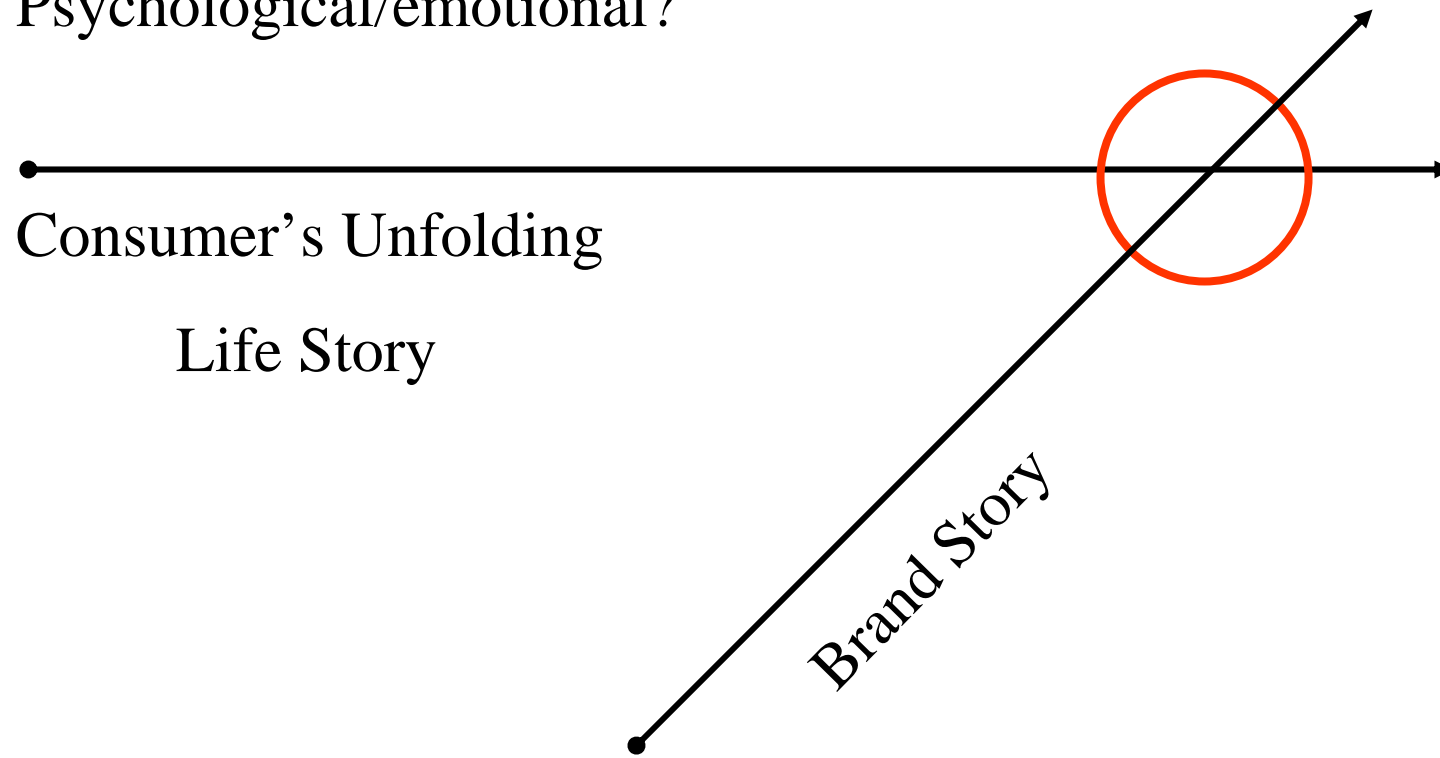 Psychological/emotional?
Consumer’s Unfolding
Life Story
Brand Story